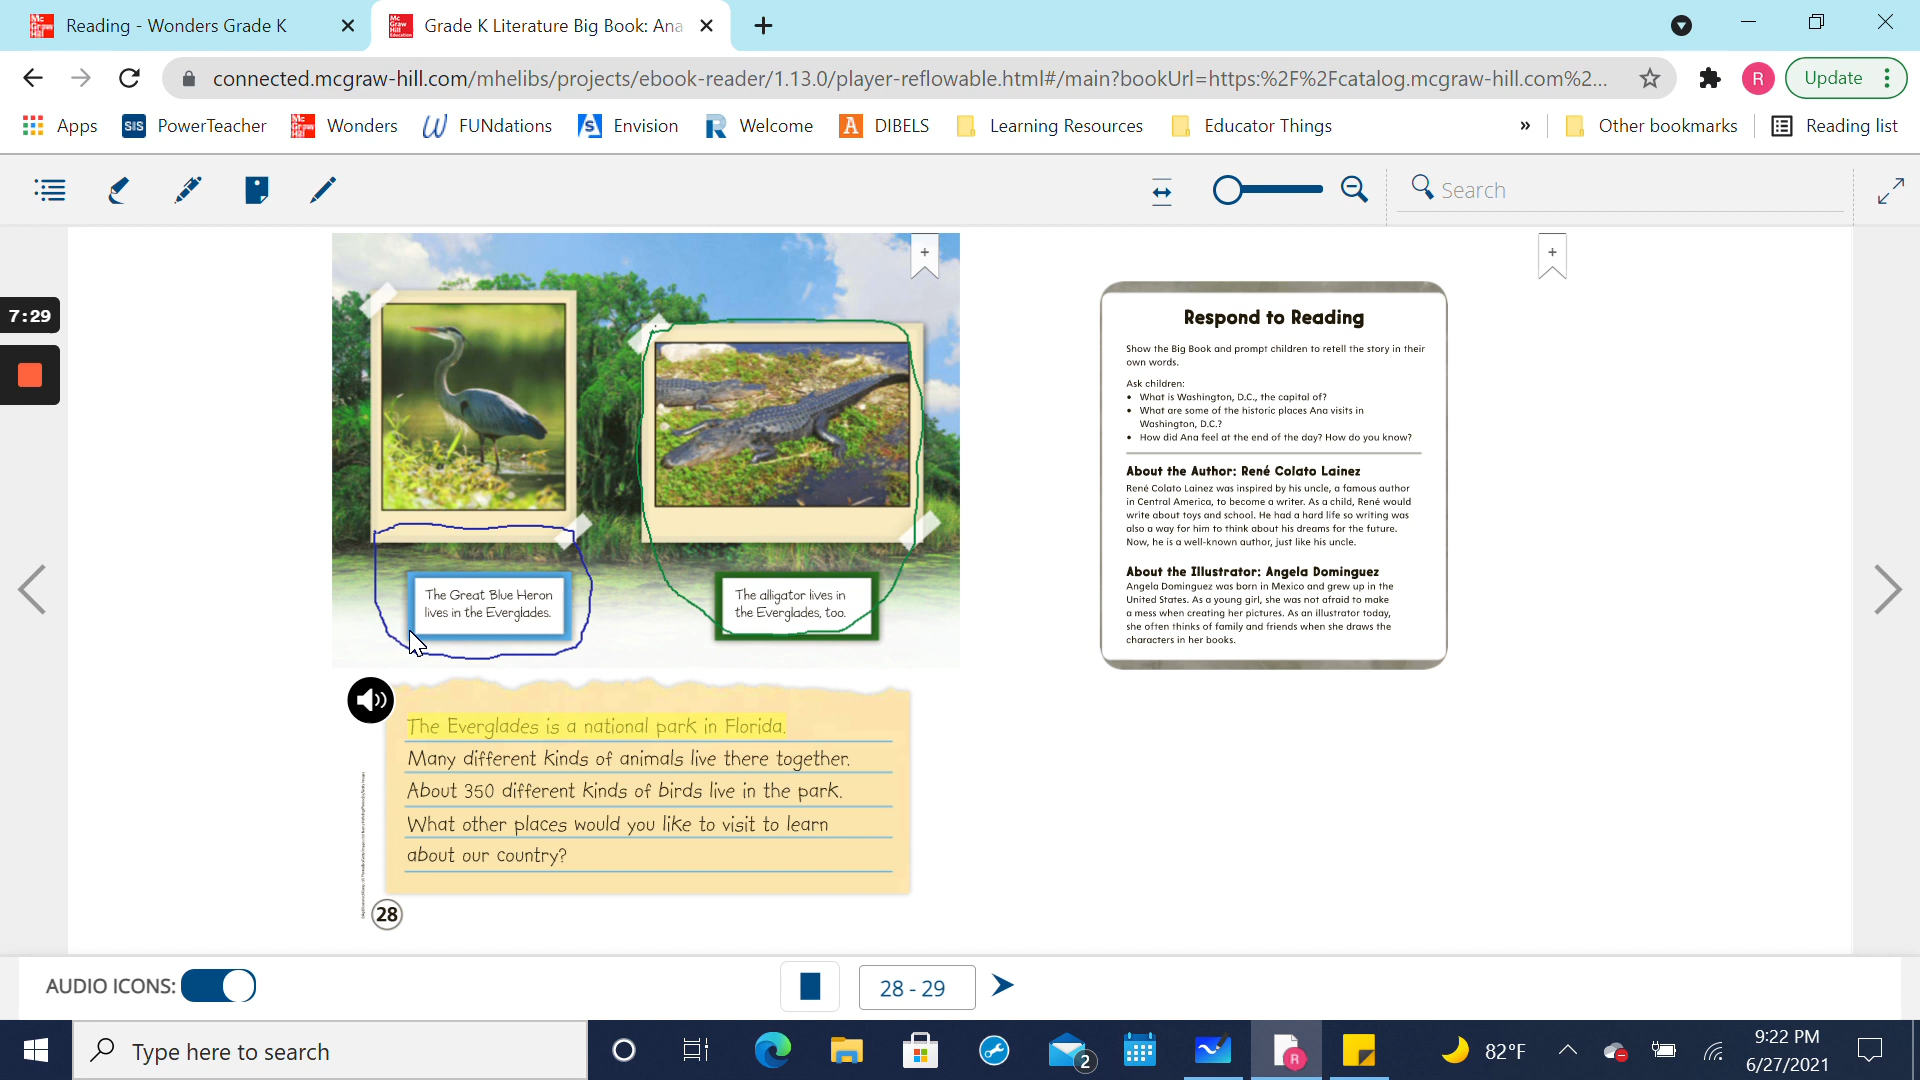 Reading - Wonders Grade K
Grade K Literature Big Book: Ana
connected.mcgraw-hill.com/mhelibs/projects/ebook-reader/1.13.0/player-reflowable.html#/main?bookUrl=https:%2F%2Fcatalog.mcgraw-hill.com%2...
R
Update
Apps
SIS PowerTeacher
Wonders
FUNdations
Envision
Welcome
DIBELS
Learning Resources
Educator Things
»
Other bookmarks
Reading list
Search
7:29
The Great Blue Heron
lives in the Everglades.
The alligator lives in
the Everglades, too.
The Everglades is a national park in Florida.
Many different kinds of animals live there together.
About 350 different kinds of birds live in the park.
What other places would you like to visit to learn
about our country?
28
Respond to Reading
Show the Big Book and prompt children to retell the story in their
own words.
Ask children:
• What is Washington, D.C., the capital of?
• What are some of the historic places Ana visits in
Washington, D.C.?
• How did Ana feel at the end of the day? How do you know?
About the Author: René Colato Lainez
René Colato Lainez was inspired by his uncle, a famous author
in Central America, to become a writer. As a child, René would
write about toys and school. He had a hard life so writing was
also a way for him to think about his dreams for the future.
Now, he is a well-known author, just like his uncle.
About the Illustrator: Angela Dominguez
Angela Dominguez was born in Mexico and grew up in the
United States. As a young girl, she was not afraid to make
a mess when creating her pictures. As an illustrator today,
she often thinks of family and friends when she draws the
characters in her books.
AUDIO ICONS:
28 - 29
Type here to search
2
R
82°F
9:22 PM
6/27/2021